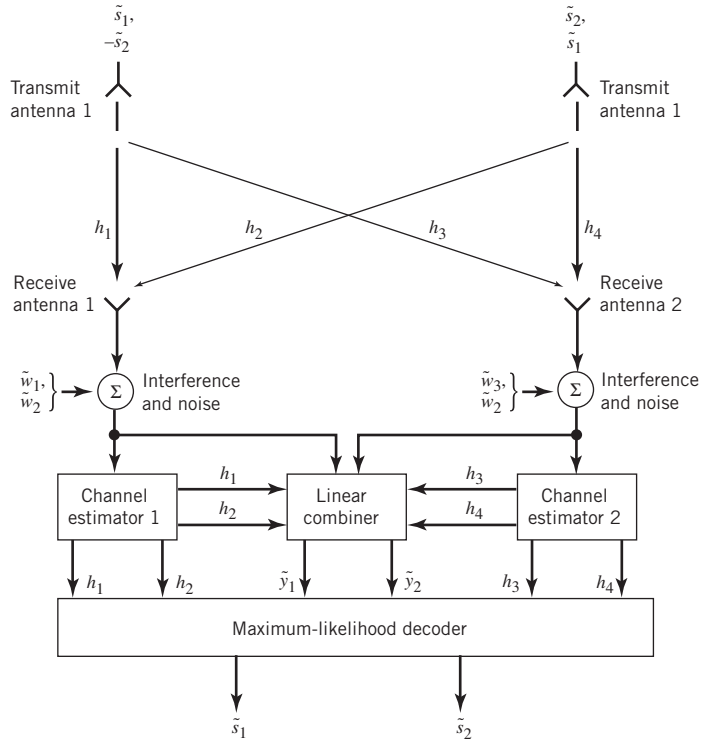 s̃1,
–s̃2
s̃2,
s̃1
Transmit
antenna 1
Transmit
antenna 1
h1
h2
h3
h4
Receive
antenna 1
Receive
antenna 2
w̃1,
w̃2
Σ
Interference
and noise
w̃3,
w̃2
Σ
Interference
and noise
Channel
estimator 1
h1
h2
Linear
combiner
h3
h4
Channel
estimator 2
h1
h2
ỹ1
ỹ2
h3
h4
Maximum-likelihood decoder
s̃1
s̃2